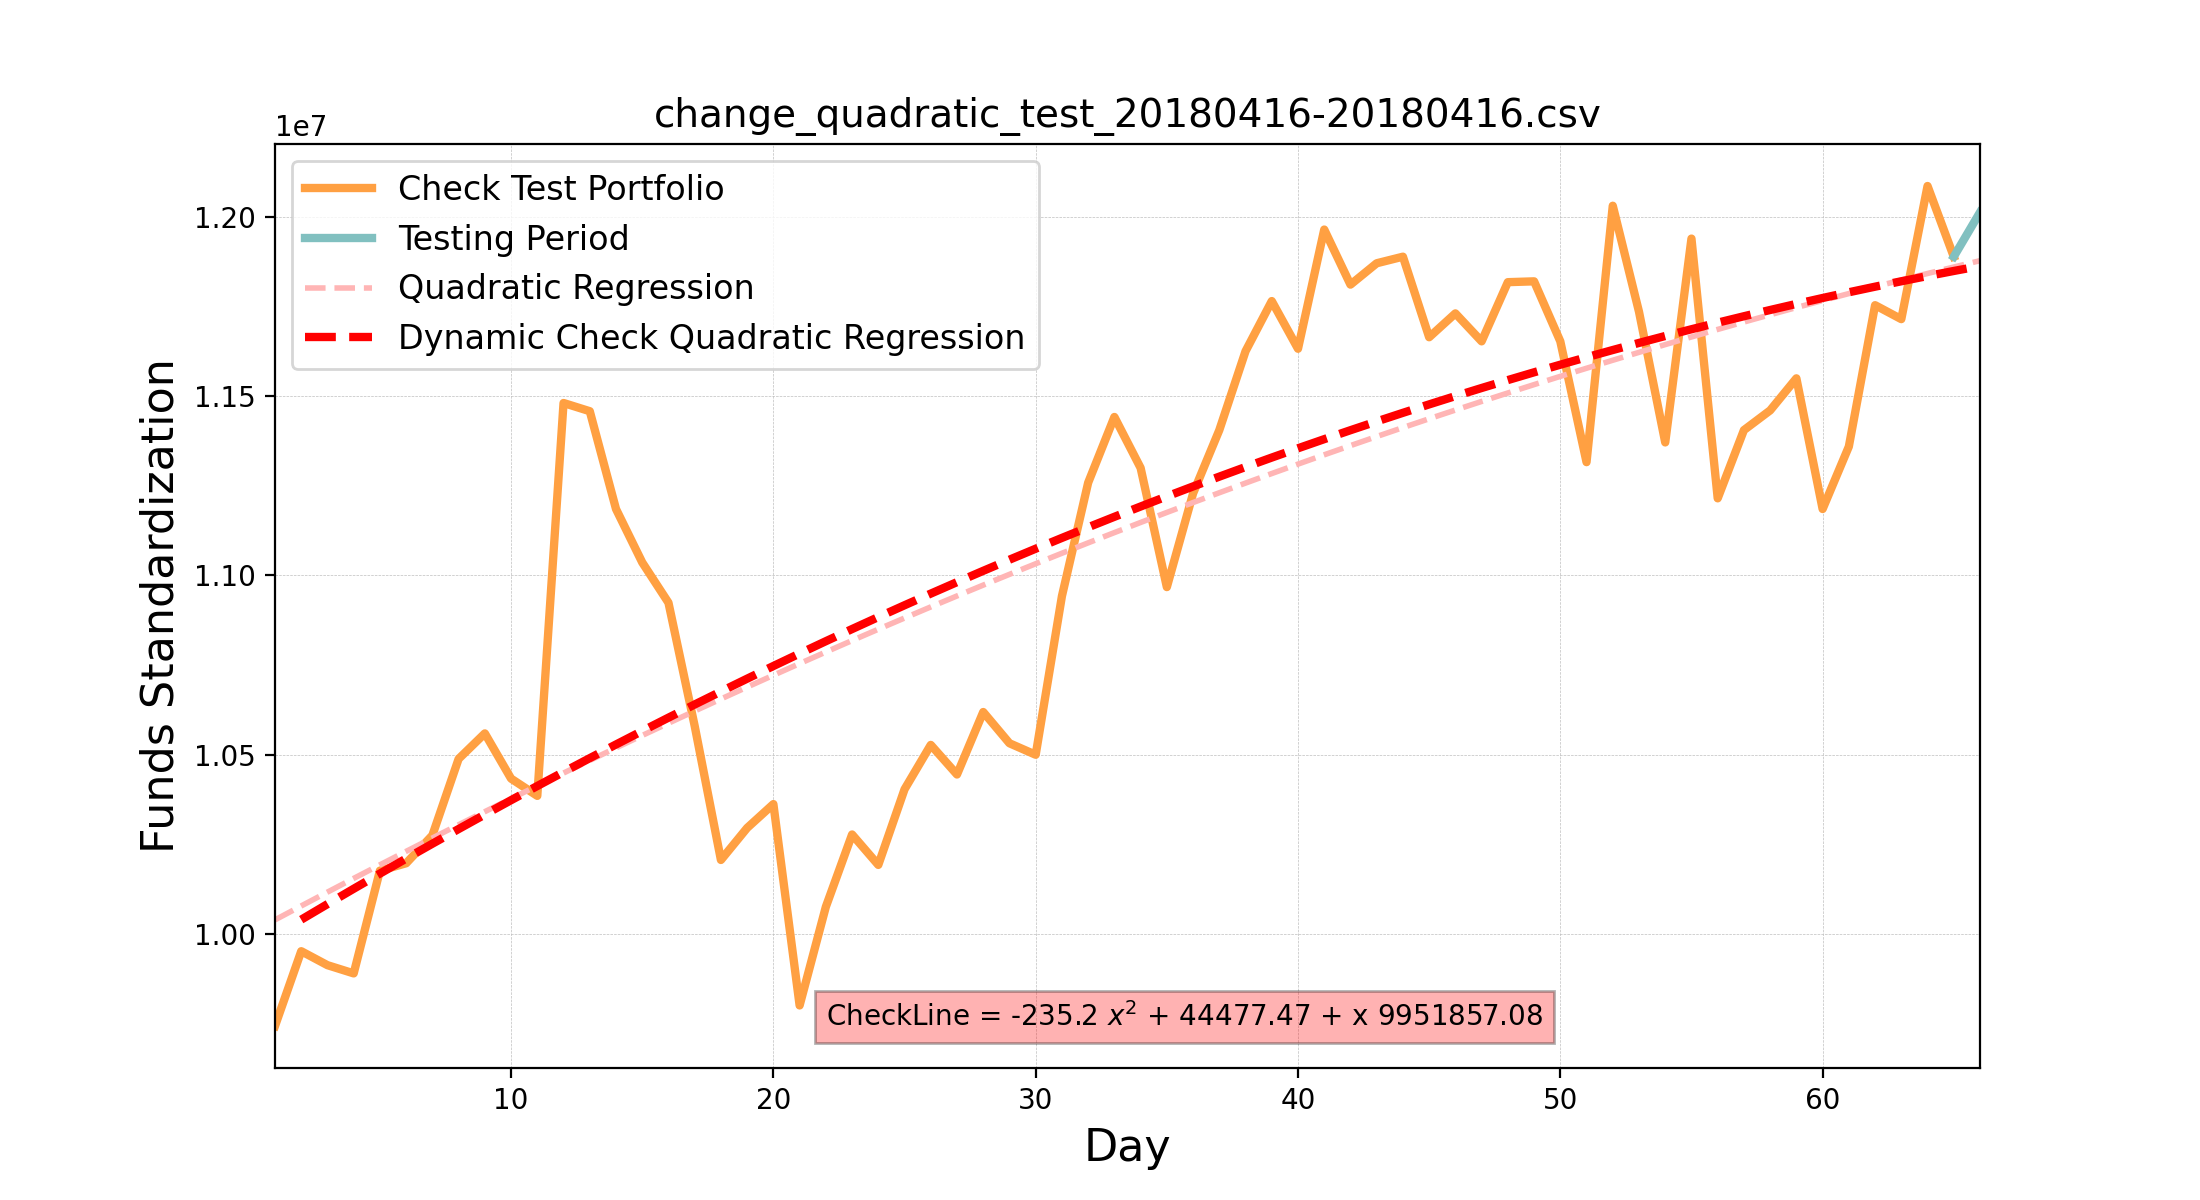 change_quadratic_test_20180416-20180416.csv
1e7
Check Test Portfolio
Testing Period
Quadratic Regression
Dynamic Check Quadratic Regression
1.20
1.15
1.10
1.05
1.00
Funds Standardization
CheckLine = -235.2 x² + 44477.47 + x 9951857.08
10 20 30 40 50 60
Day